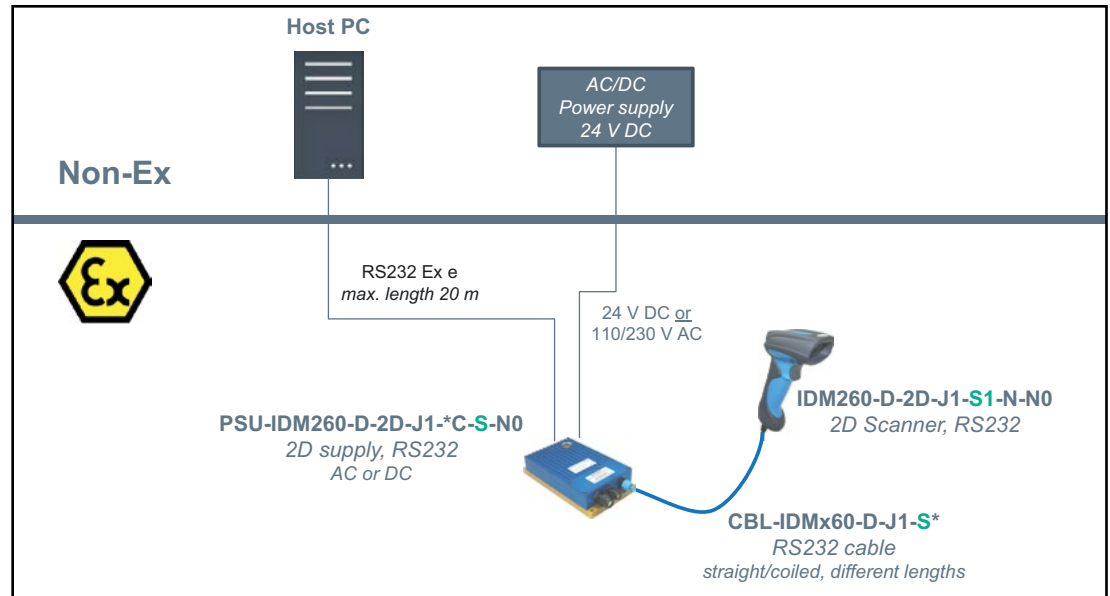 Host PC
AC/DC
Power supply
24 V DC
Non-Ex
Ex
RS232 Ex e
max. length 20 m
24 V DC or
110/230 V AC
IDM260-D-2D-J1-S1-N-N0
2D Scanner, RS232
PSU-IDM260-D-2D-J1-*C-S-N0
2D supply, RS232
AC or DC
CBL-IDMx60-D-J1-S*
RS232 cable
straight/coiled, different lengths